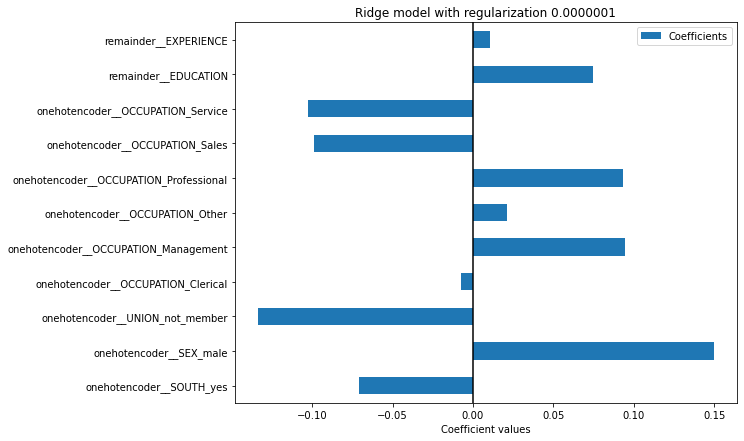 Ridge model with regularization 0.0000001
Coefficients
remainder__EXPERIENCE
remainder__EDUCATION
onehotencoder__OCCUPATION_Service
onehotencoder__OCCUPATION_Sales
onehotencoder__OCCUPATION_Professional
onehotencoder__OCCUPATION_Other
onehotencoder__OCCUPATION_Management
onehotencoder__OCCUPATION_Clerical
onehotencoder__UNION_not_member
onehotencoder__SEX_male
onehotencoder__SOUTH_yes
−0.10 −0.05 0.00 0.05 0.10 0.15
Coefficient values